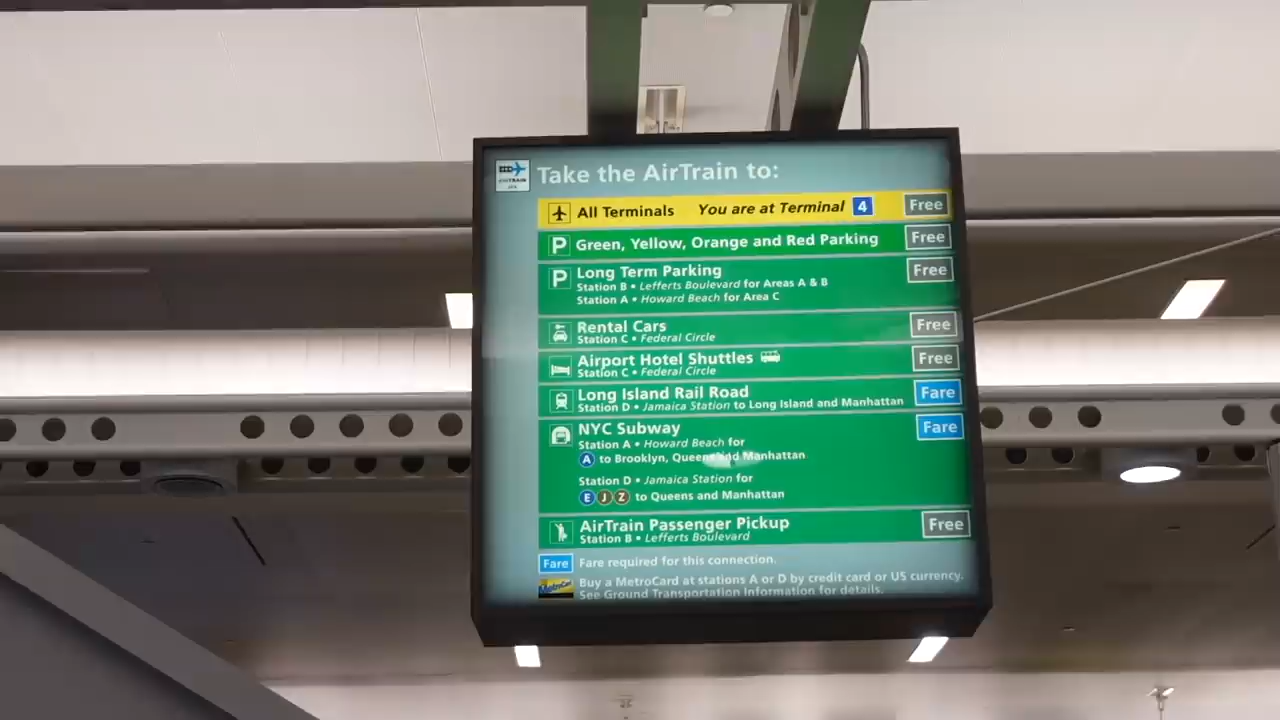 AIRTRAIN
JFK
Take the AirTrain to:
All Terminals You are at Terminal 4 Free
P Green, Yellow, Orange and Red Parking Free
P Long Term Parking Free
Station B • Lefferts Boulevard for Areas A & B
Station A • Howard Beach for Area C
Rental Cars Free
Station C • Federal Circle
Airport Hotel Shuttles Free
Station C • Federal Circle
Long Island Rail Road Fare
Station D • Jamaica Station to Long Island and Manhattan
NYC Subway Fare
Station A • Howard Beach for
A to Brooklyn, Queens and Manhattan
Station D • Jamaica Station for
E J Z to Queens and Manhattan
AirTrain Passenger Pickup Free
Station B • Lefferts Boulevard
Fare Fare required for this connection.
MetroCard Buy a MetroCard at stations A or D by credit card or US currency.
See Ground Transportation Information for details.